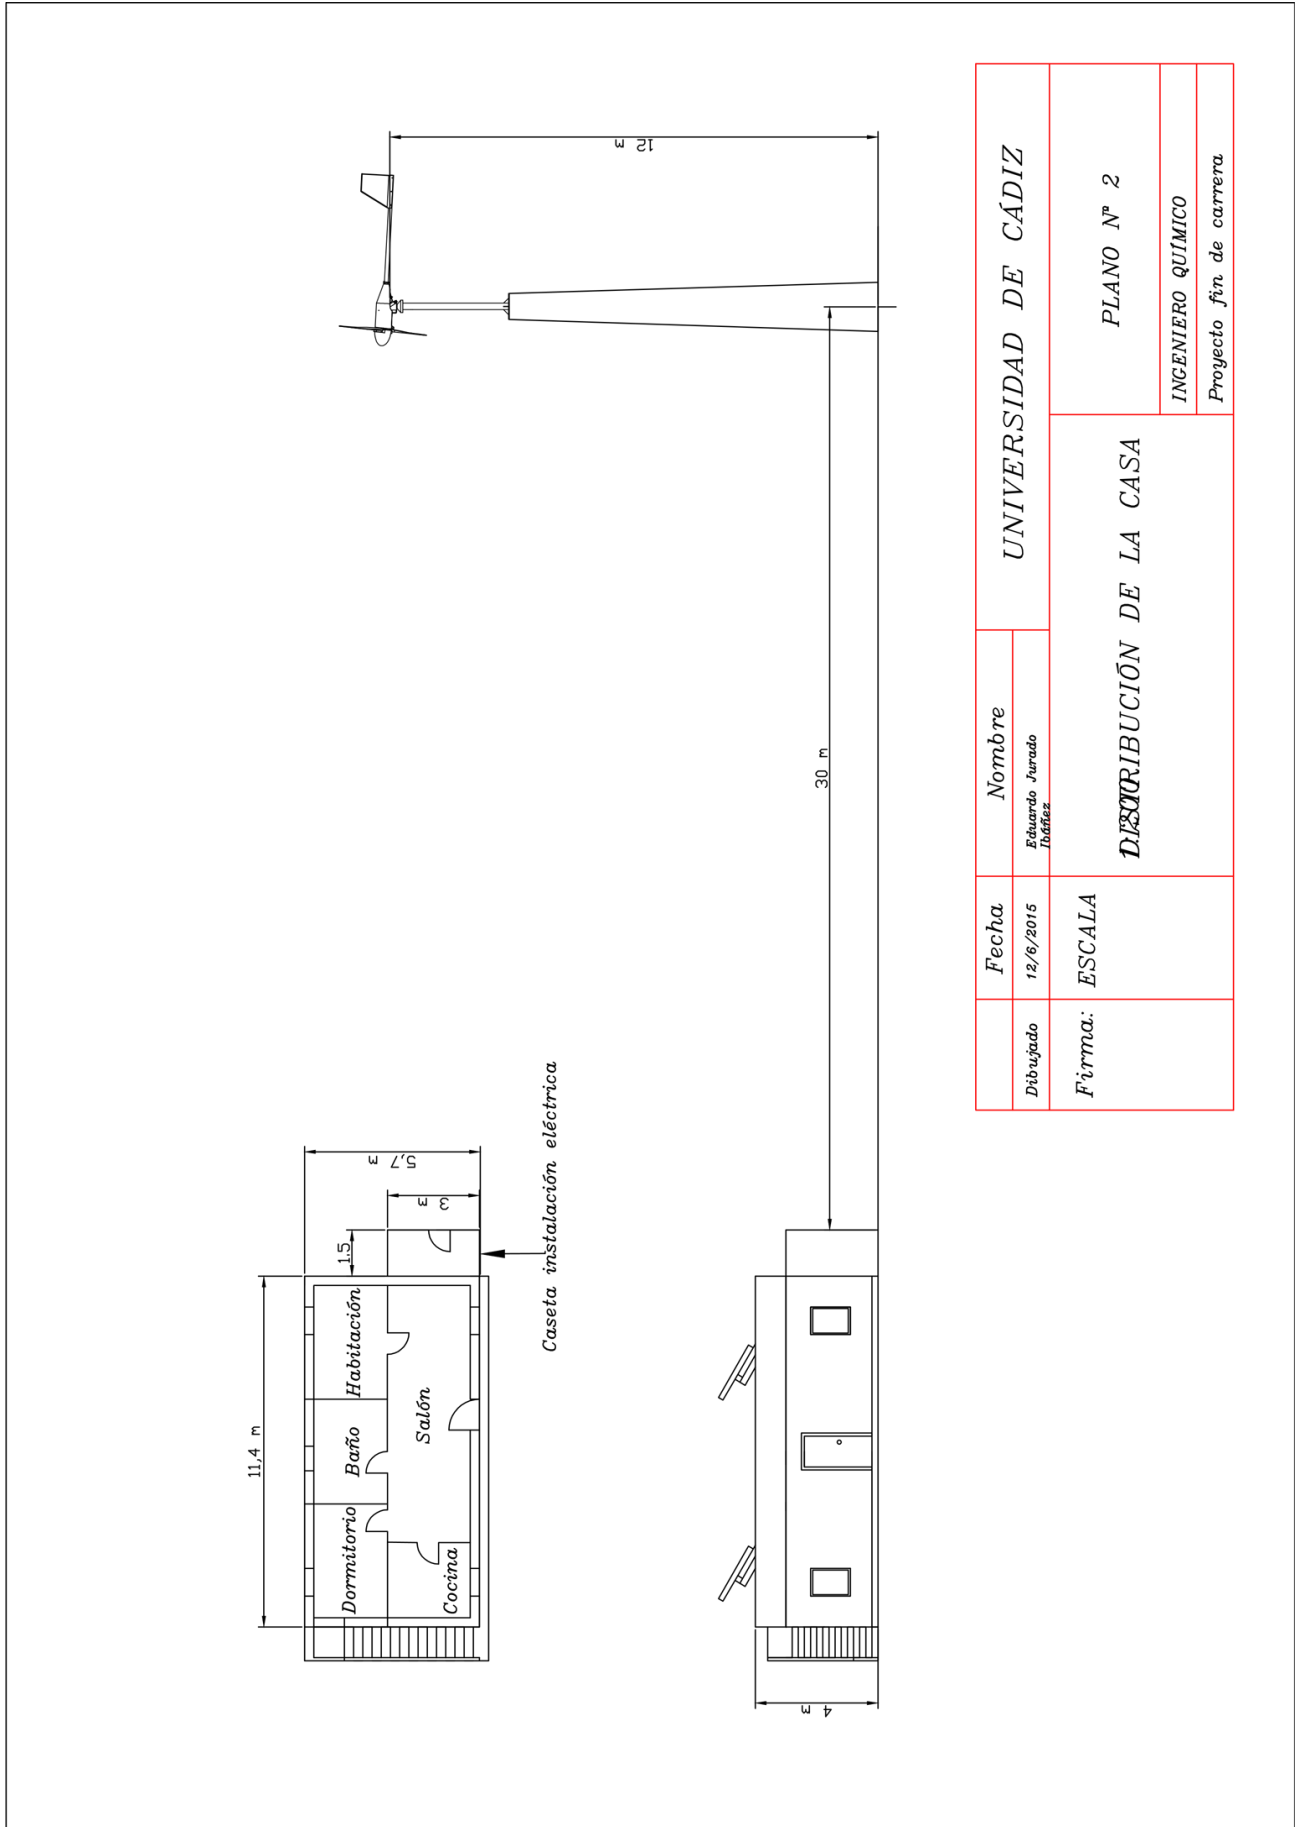 12 m
30 m
11,4 m
1.5
5,7 m
3 m
Habitación
Baño
Dormitorio
Salón
Cocina
Caseta instalación eléctrica
4 m
Fecha
Nombre
UNIVERSIDAD DE CÁDIZ
Dibujado
12/6/2015
Eduardo Jurado
Ibáñez
Firma:
ESCALA
1:200
DISTRIBUCIÓN DE LA CASA
PLANO Nº 2
INGENIERO QUÍMICO
Proyecto fin de carrera